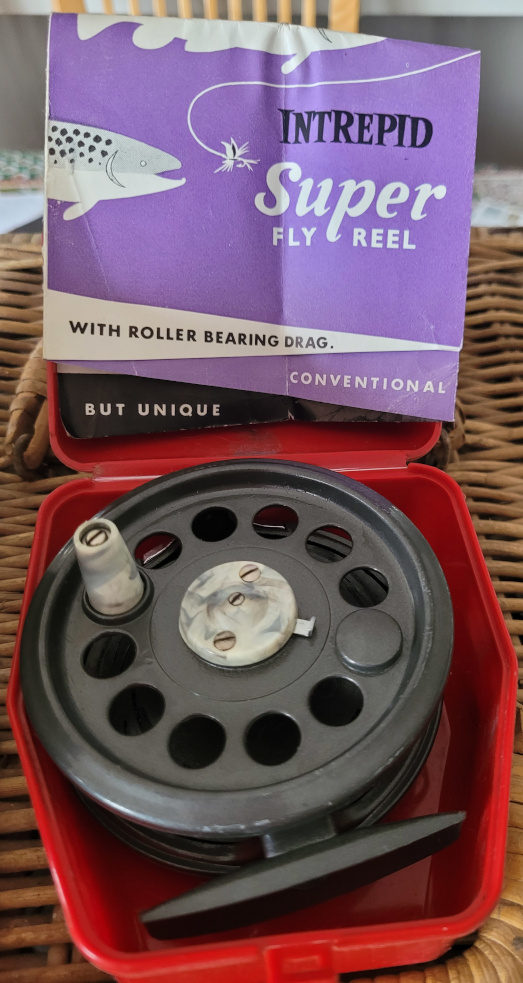 INTREPID
Super
FLY REEL
WITH ROLLER BEARING DRAG.
CONVENTIONAL
BUT UNIQUE